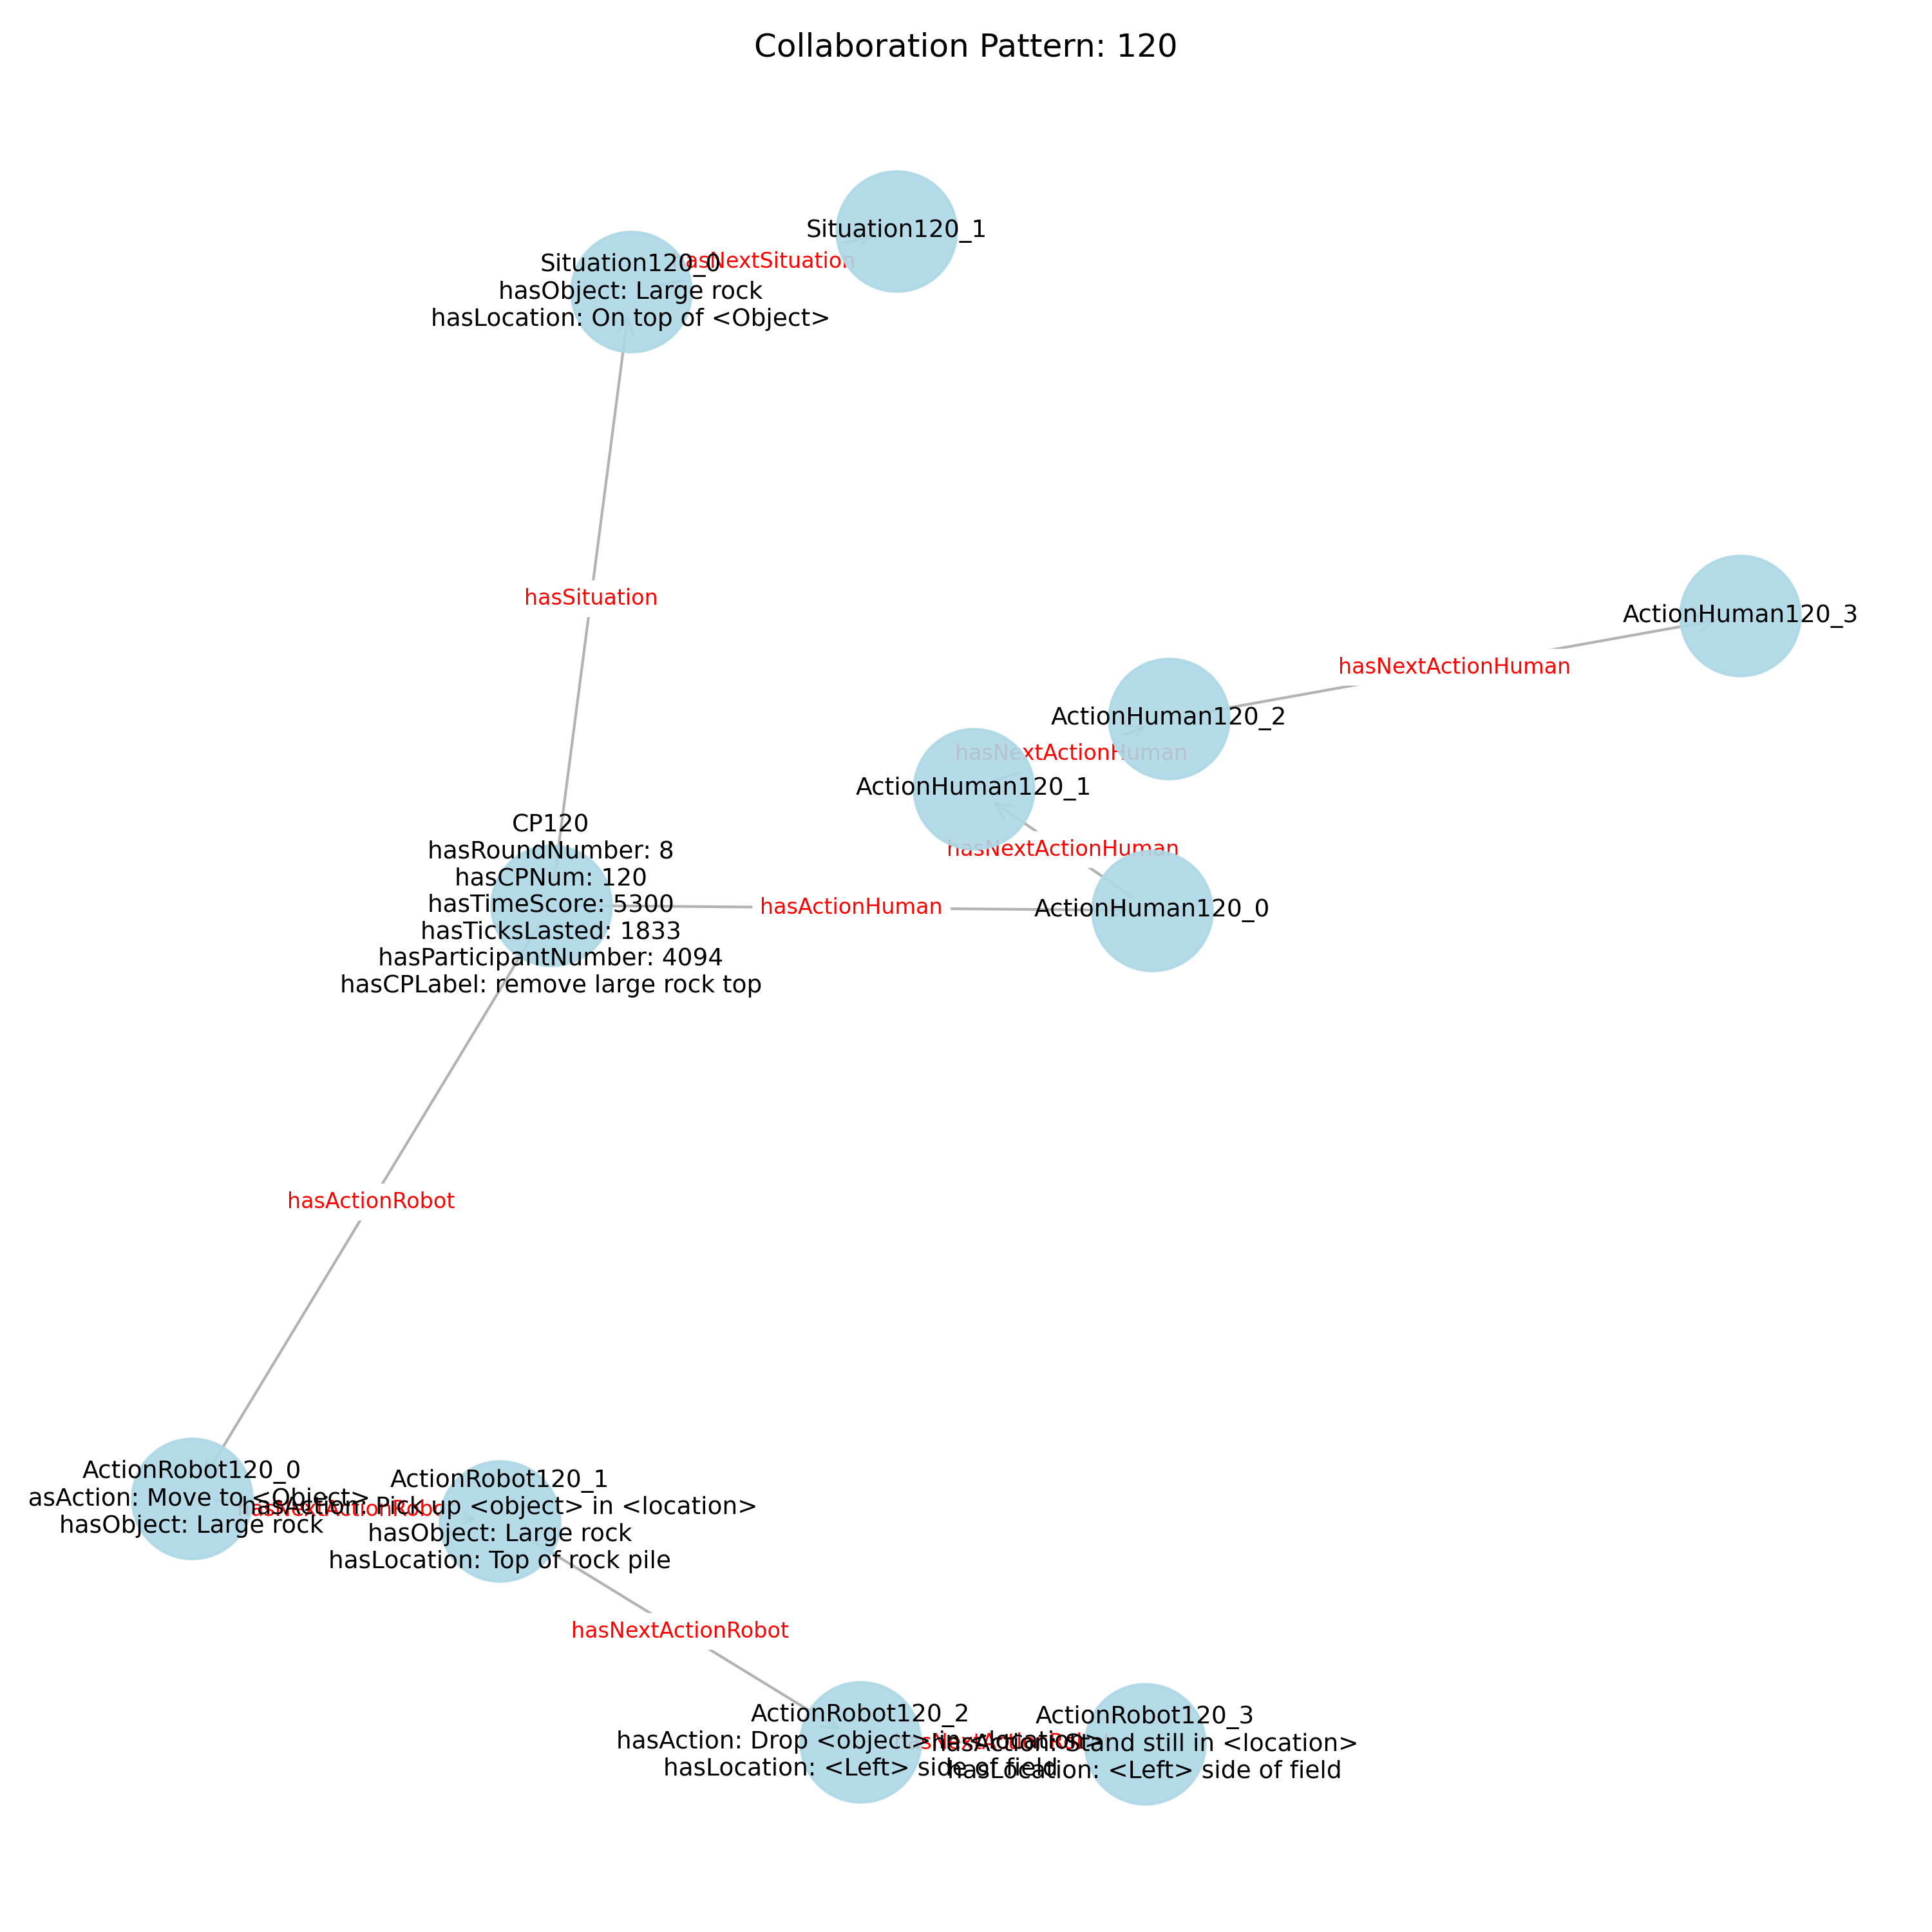 Collaboration Pattern: 120
Situation120_1
asNextSituation
Situation120_0
hasObject: Large rock
hasLocation: On top of <Object>
hasSituation
ActionHuman120_3
hasNextActionHuman
ActionHuman120_2
hasNextActionHuman
ActionHuman120_1
hasNextActionHuman
CP120
hasRoundNumber: 8
hasCPNum: 120
hasTimeScore: 5300
hasTicksLasted: 1833
hasParticipantNumber: 4094
hasCPLabel: remove large rock top
hasActionHuman
ActionHuman120_0
hasActionRobot
ActionRobot120_0
asAction: Move to <Object>
hasObject: Large rock
asNextActionRobo
ActionRobot120_1
hasAction: Pick up <object> in <location>
hasObject: Large rock
hasLocation: Top of rock pile
hasNextActionRobot
ActionRobot120_2
hasAction: Drop <object> in <location>
hasLocation: <Left> side of field
ActionRobot120_3
hasAction: Stand still in <location>
hasLocation: <Left> side of field